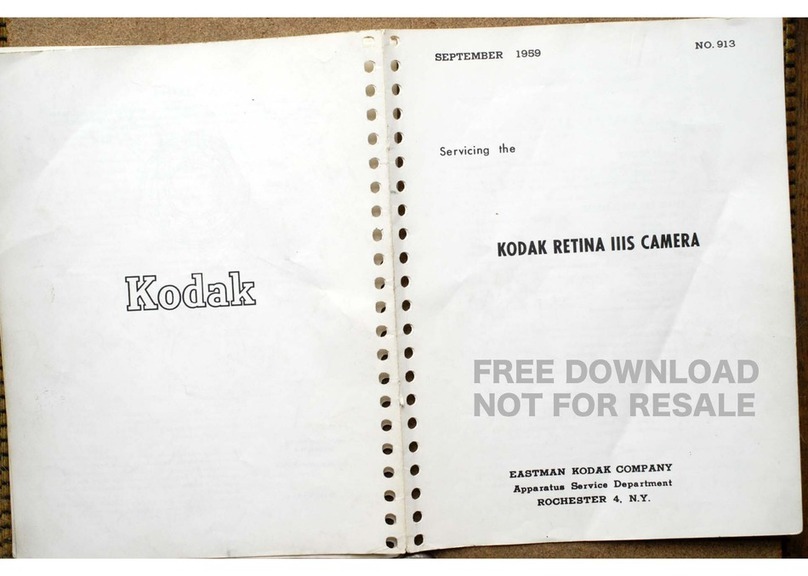 Kodak
SEPTEMBER 1959
NO. 913
Servicing the
KODAK RETINA IIIS CAMERA
FREE DOWNLOAD
NOT FOR RESALE
EASTMAN KODAK COMPANY
Apparatus Service Department
ROCHESTER 4, N.Y.